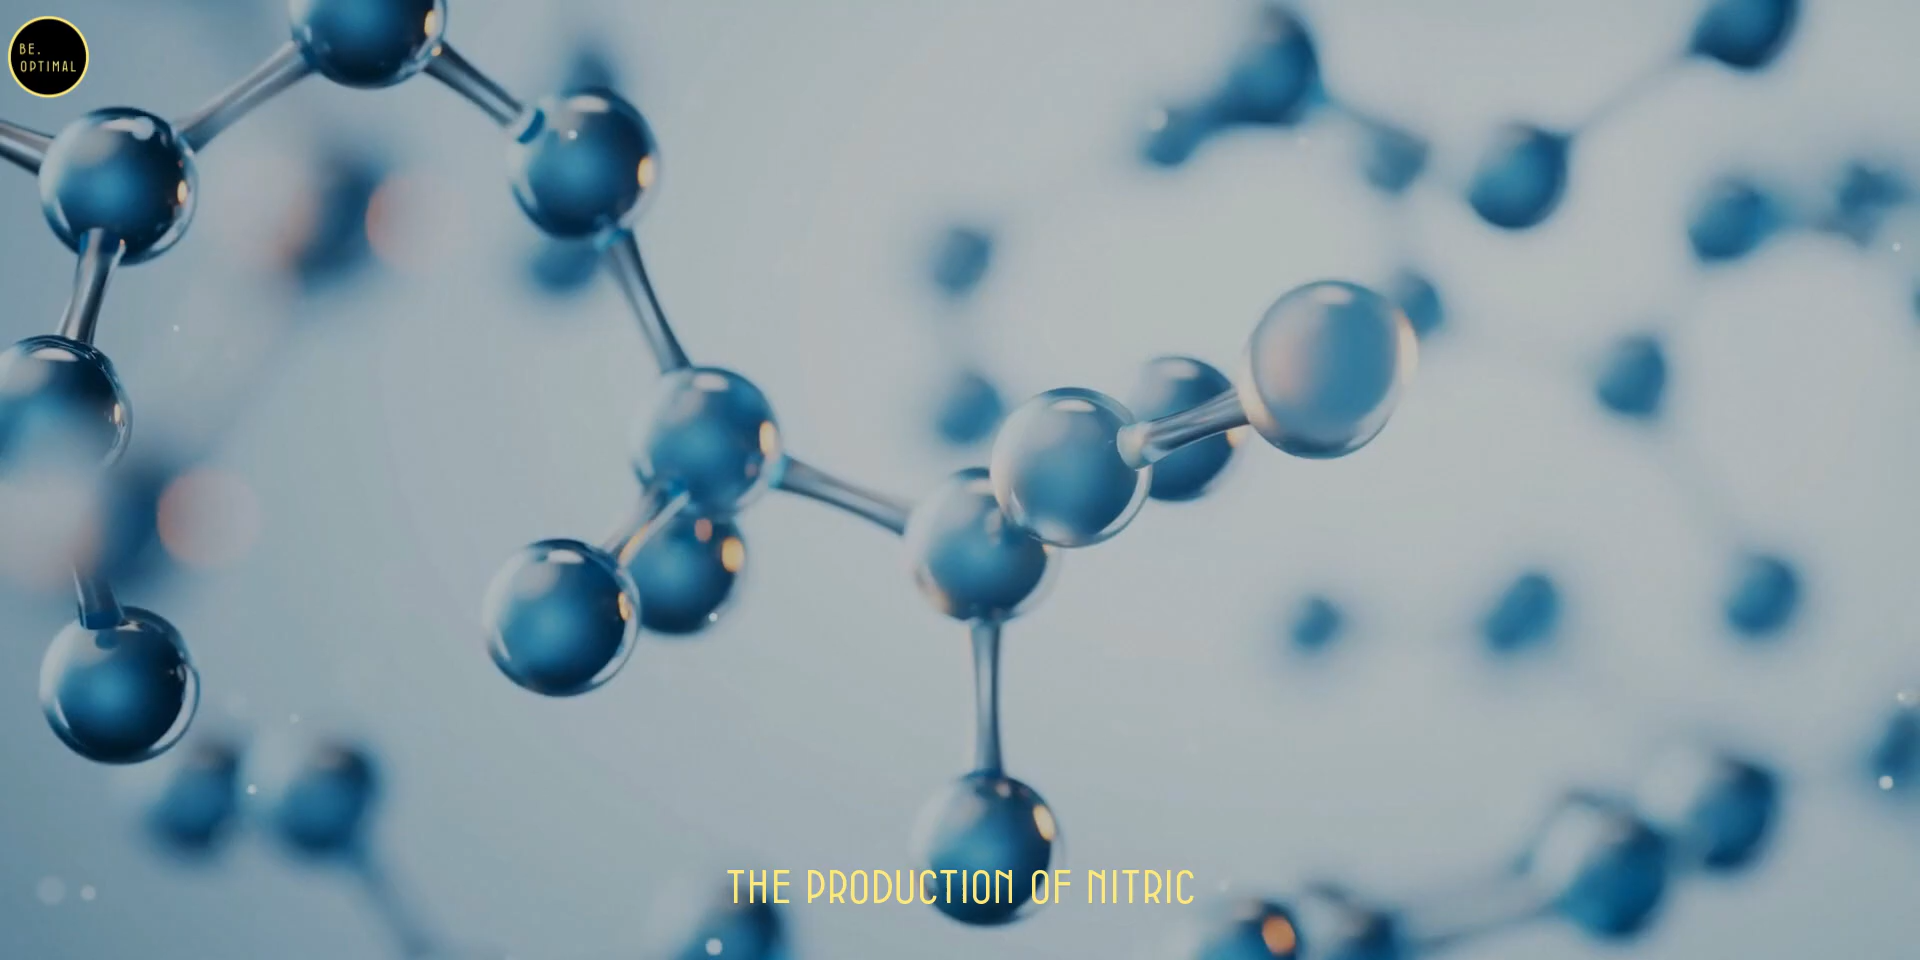 BE.
OPTIMAL
THE PRODUCTION OF NITRIC